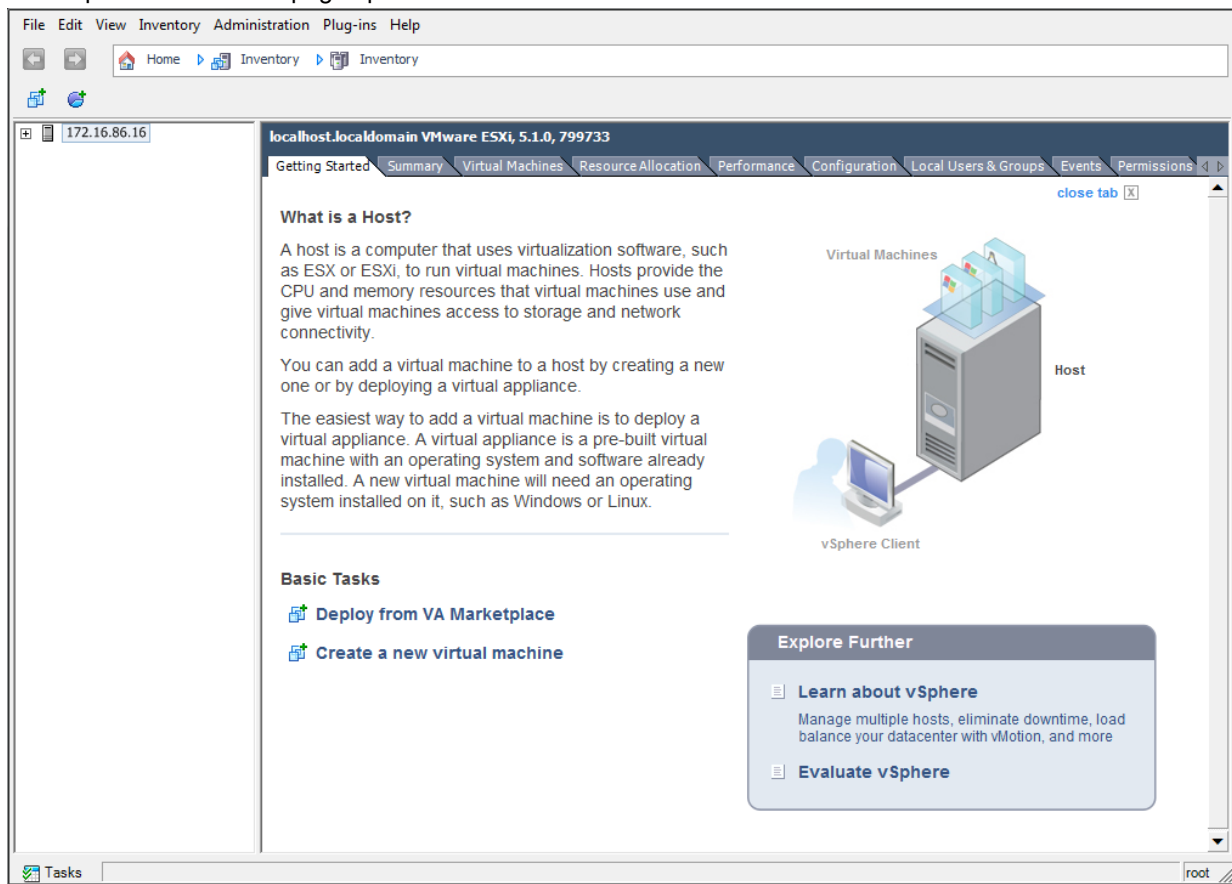 File Edit View Inventory Administration Plug-ins Help
Home Inventory Inventory
172.16.86.16
localhost.localdomain VMware ESXi, 5.1.0, 799733
Getting Started Summary Virtual Machines Resource Allocation Performance Configuration Local Users & Groups Events Permissions
close tab X
What is a Host?
A host is a computer that uses virtualization software, such
as ESX or ESXi, to run virtual machines. Hosts provide the
CPU and memory resources that virtual machines use and
give virtual machines access to storage and network
connectivity.
You can add a virtual machine to a host by creating a new
one or by deploying a virtual appliance.
The easiest way to add a virtual machine is to deploy a
virtual appliance. A virtual appliance is a pre-built virtual
machine with an operating system and software already
installed. A new virtual machine will need an operating
system installed on it, such as Windows or Linux.
Virtual Machines
Host
vSphere Client
Basic Tasks
Deploy from VA Marketplace
Create a new virtual machine
Explore Further
Learn about vSphere
Manage multiple hosts, eliminate downtime, load
balance your datacenter with vMotion, and more
Evaluate vSphere
Tasks
root